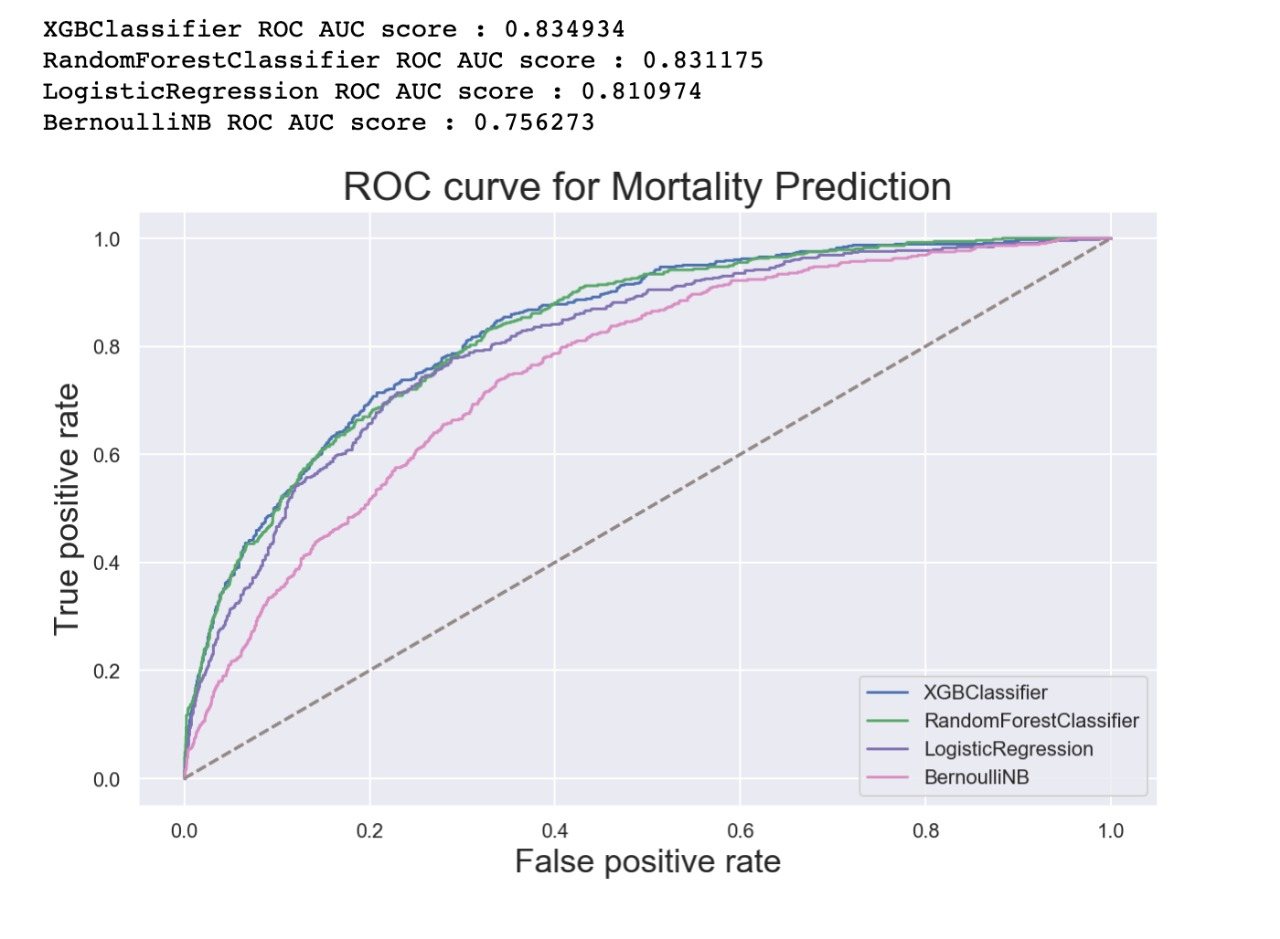 XGBClassifier ROC AUC score : 0.834934
RandomForestClassifier ROC AUC score : 0.831175
LogisticRegression ROC AUC score : 0.810974
BernoulliNB ROC AUC score : 0.756273
ROC curve for Mortality Prediction
1.0
0.8
0.6
0.4
0.2
0.0
True positive rate
XGBClassifier
RandomForestClassifier
LogisticRegression
BernoulliNB
0.0 0.2 0.4 0.6 0.8 1.0
False positive rate